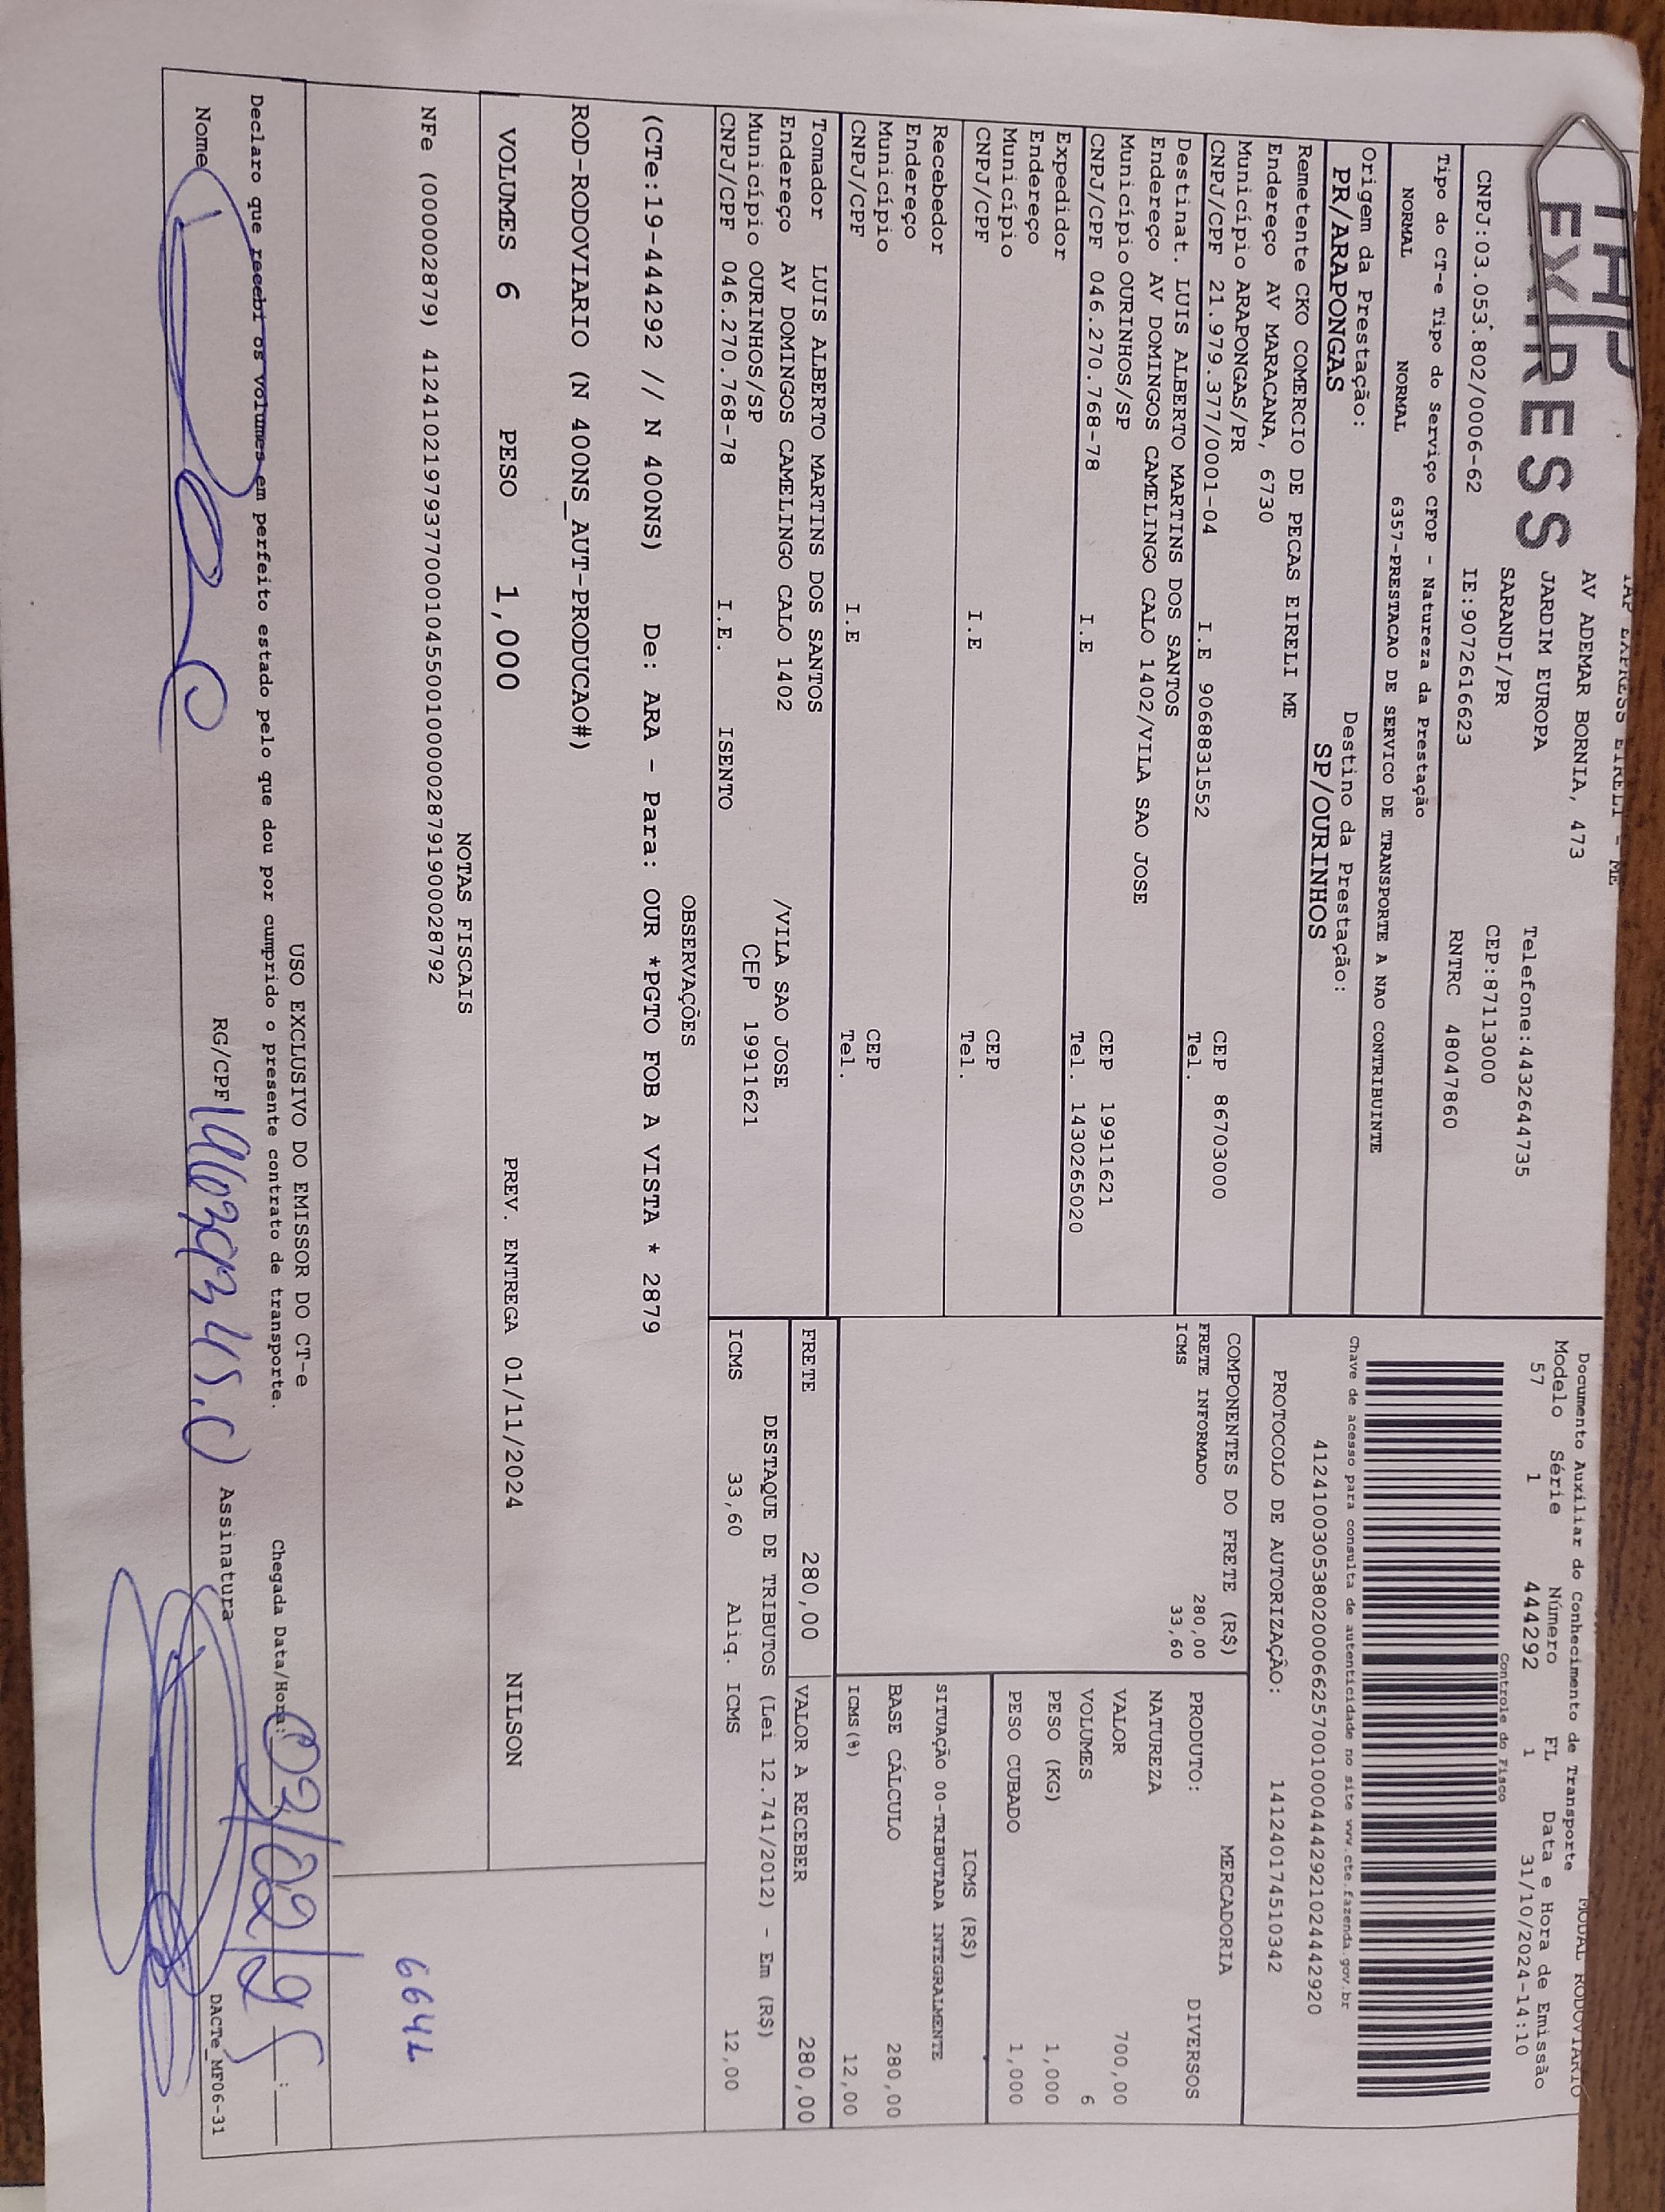 EXPRESS
AV ADEMAR BORNIA, 473
JARDIM EUROPA
Telefone:4432644735
SARANDI/PR
CEP:87113000
CNPJ:03.053.802/0006-62 IE:9072616623 RNTRC 48047860
Tipo do CT-e Tipo do Serviço CFOP - Natureza da Prestação
NORMAL NORMAL 6357-PRESTACAO DE SERVICO DE TRANSPORTE A NAO CONTRIBUINTE
Origem da Prestação: Destino da Prestação:
PR/ARAPONGAS SP/OURINHOS
MODAL RODOVIARIO
Documento Auxiliar do Conhecimento de Transporte
Modelo Série Número FL Data e Hora de Emissão
57 1 444292 1 31/10/2024-14:10
Controle do Fisco
Chave de acesso para consulta de autenticidade no site www.cte.fazenda.gov.br
41241003053802000662570010004442921024442920
PROTOCOLO DE AUTORIZAÇÃO: 141240174510342
Remetente CKO COMERCIO DE PECAS EIRELI ME
Endereço AV MARACANA, 6730
Município ARAPONGAS/PR CEP 86703000
CNPJ/CPF 21.979.377/0001-04 I.E 9068831552 Tel.
Destinat. LUIS ALBERTO MARTINS DOS SANTOS
Endereço AV DOMINGOS CAMELINGO CALO 1402/VILA SAO JOSE
Município OURINHOS/SP CEP 19911621
CNPJ/CPF 046.270.768-78 I.E Tel. 1430265020
Expedidor
Endereço
Município CEP
CNPJ/CPF I.E Tel.
Recebedor
Endereço
Município CEP
CNPJ/CPF I.E Tel.
Tomador LUIS ALBERTO MARTINS DOS SANTOS
Endereço AV DOMINGOS CAMELINGO CALO 1402 /VILA SAO JOSE
Município OURINHOS/SP CEP 19911621
CNPJ/CPF 046.270.768-78 I.E. ISENTO
COMPONENTES DO FRETE (R$)
FRETE INFORMADO 280,00
ICMS 33,60
MERCADORIA
PRODUTO: DIVERSOS
NATUREZA
VALOR 700,00
VOLUMES 6
PESO (KG) 1,000
PESO CUBADO 1,000
ICMS (R$)
SITUAÇÃO 00-TRIBUTADA INTEGRALMENTE
BASE CÁLCULO 280,00
ICMS(%) 12,00
FRETE 280,00 VALOR A RECEBER 280,00
DESTAQUE DE TRIBUTOS (Lei 12.741/2012) - Em (R$)
ICMS 33,60 Aliq. ICMS 12,00
OBSERVAÇÕES
(CTe:19-444292 // N 400NS) De: ARA - Para: OUR *PGTO FOB A VISTA * 2879
ROD-RODOVIARIO (N 400NS_AUT-PRODUCAO#)
VOLUMES 6 PESO 1,000 PREV. ENTREGA 01/11/2024 NILSON
NOTAS FISCAIS
NFe (000002879) 41241021979377000104550010000028791900028792
6642
USO EXCLUSIVO DO EMISSOR DO CT-e
Declaro que recebi os volumes em perfeito estado pelo que dou por cumprido o presente contrato de transporte. Chegada Data/Hora:
Nome RG/CPF Assinatura
DACTe_MF06-31